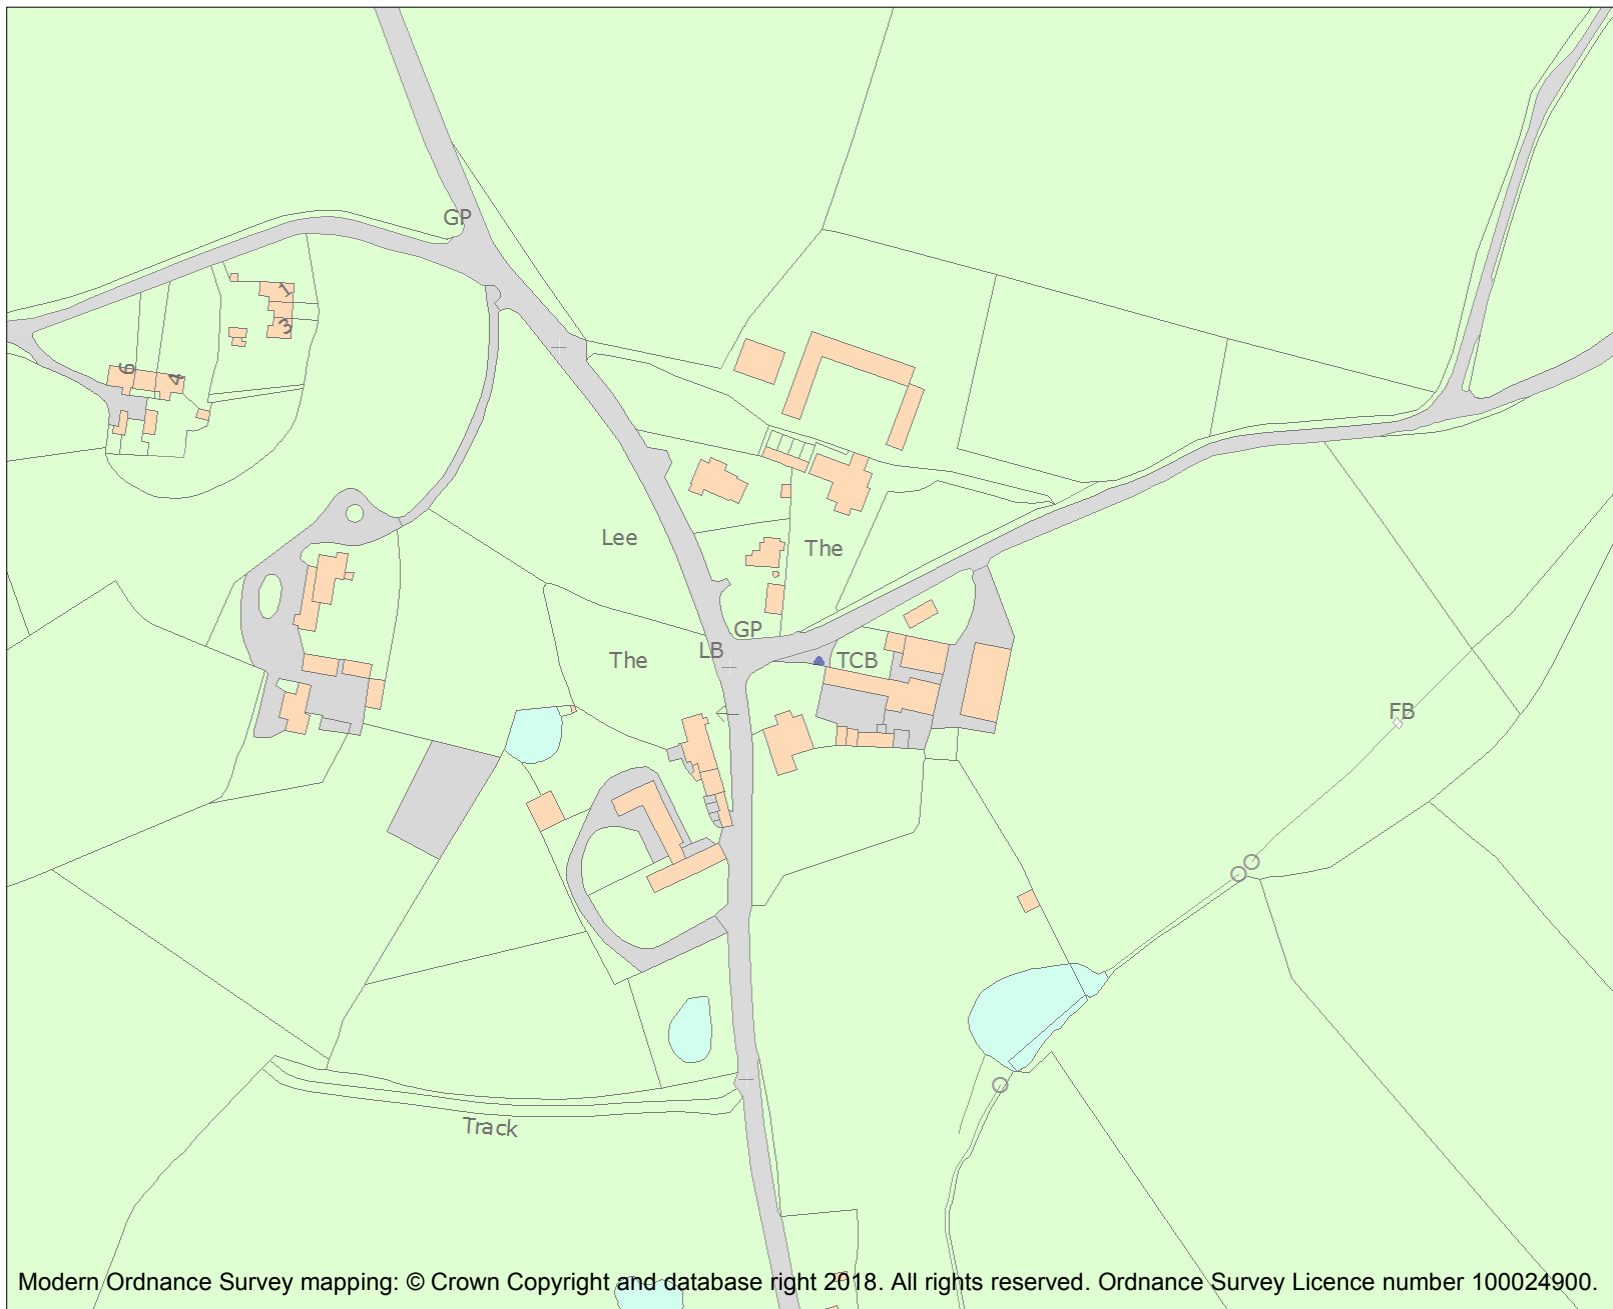 GP
1
3
6
4
Lee
The
GP
LB
The
TCB
FB
Track
Modern Ordnance Survey mapping: © Crown Copyright and database right 2018. All rights reserved. Ordnance Survey Licence number 100024900.